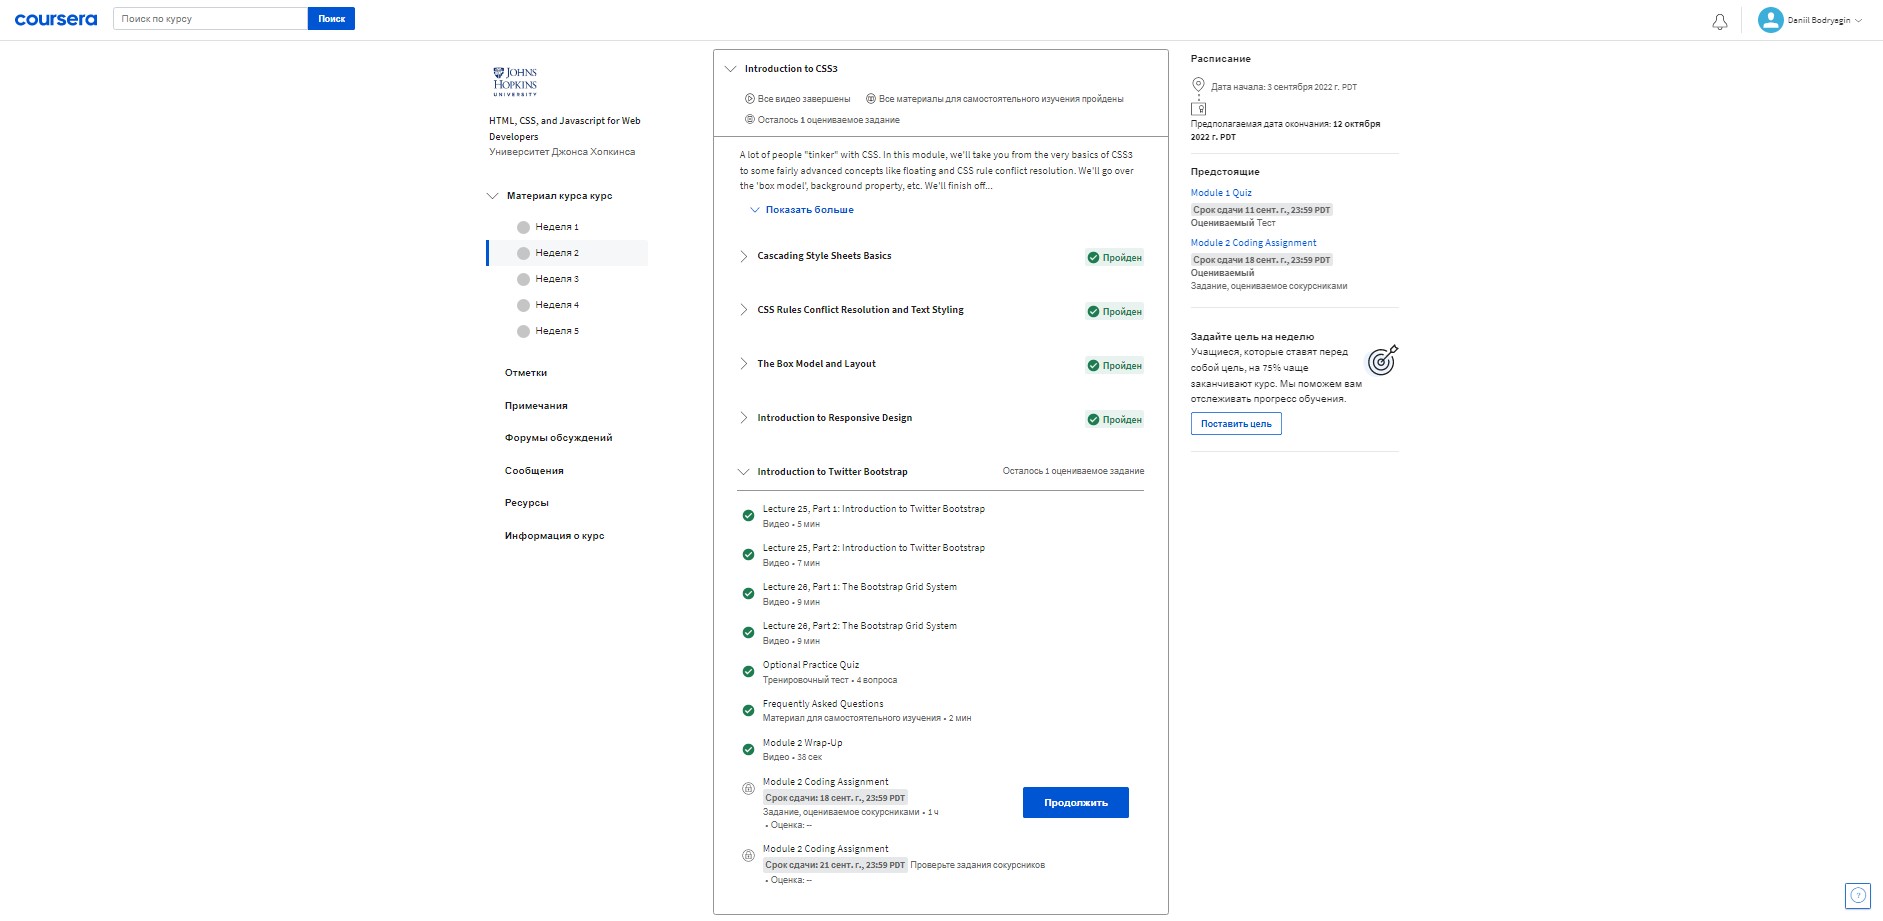 coursera
Поиск по курсу
Поиск
Daniil Bodryagin
JOHNS
HOPKINS
UNIVERSITY
HTML, CSS, and Javascript for Web
Developers
Университет Джонса Хопкинса
Материал курса курс
Неделя 1
Неделя 2
Неделя 3
Неделя 4
Неделя 5
Отметки
Примечания
Форумы обсуждений
Сообщения
Ресурсы
Информация о курс
Introduction to CSS3
Все видео завершены
Все материалы для самостоятельного изучения пройдены
Осталось 1 оцениваемое задание
A lot of people "tinker" with CSS. In this module, we'll take you from the very basics of CSS3
to some fairly advanced concepts like floating and CSS rule conflict resolution. We'll go over
the 'box model', background property, etc. We'll finish off...
Показать больше
Cascading Style Sheets Basics
Пройден
CSS Rules Conflict Resolution and Text Styling
Пройден
The Box Model and Layout
Пройден
Introduction to Responsive Design
Пройден
Introduction to Twitter Bootstrap
Осталось 1 оцениваемое задание
Lecture 25, Part 1: Introduction to Twitter Bootstrap
Видео • 5 мин
Lecture 25, Part 2: Introduction to Twitter Bootstrap
Видео • 7 мин
Lecture 26, Part 1: The Bootstrap Grid System
Видео • 9 мин
Lecture 26, Part 2: The Bootstrap Grid System
Видео • 9 мин
Optional Practice Quiz
Тренировочный тест • 4 вопроса
Frequently Asked Questions
Материал для самостоятельного изучения • 2 мин
Module 2 Wrap-Up
Видео • 38 сек
Module 2 Coding Assignment
Срок сдачи: 18 сент. г., 23:59 PDT
Задание, оцениваемое сокурсниками • 1 ч
• Оценка: --
Продолжить
Module 2 Coding Assignment
Срок сдачи: 21 сент. г., 23:59 PDT Проверьте задания сокурсников
• Оценка: --
Расписание
Дата начала: 3 сентября 2022 г. PDT
Предполагаемая дата окончания: 12 октября
2022 г. PDT
Предстоящие
Module 1 Quiz
Срок сдачи 11 сент. г., 23:59 PDT
Оцениваемый Тест
Module 2 Coding Assignment
Срок сдачи 18 сент. г., 23:59 PDT
Оцениваемый
Задание, оцениваемое сокурсниками
Задайте цель на неделю
Учащиеся, которые ставят перед
собой цель, на 75% чаще
заканчивают курс. Мы поможем вам
отслеживать прогресс обучения.
Поставить цель
?